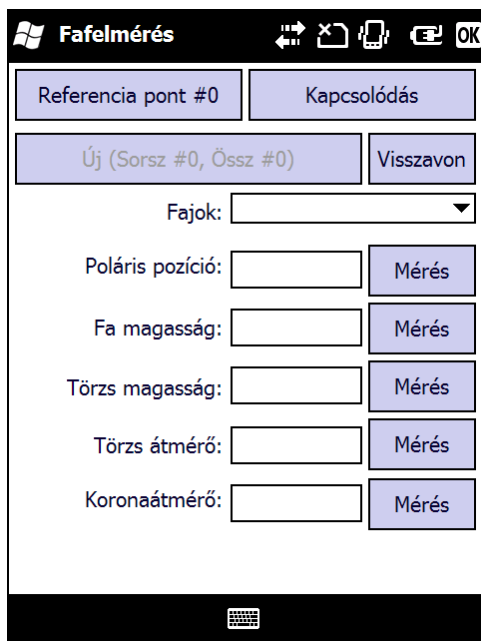 Fafelmérés OK
Referencia pont #0 Kapcsolódás
Új (Sorsz #0, Össz #0) Visszavon
Fajok:
Poláris pozíció: Mérés
Fa magasság: Mérés
Törzs magasság: Mérés
Törzs átmérő: Mérés
Koronaátmérő: Mérés